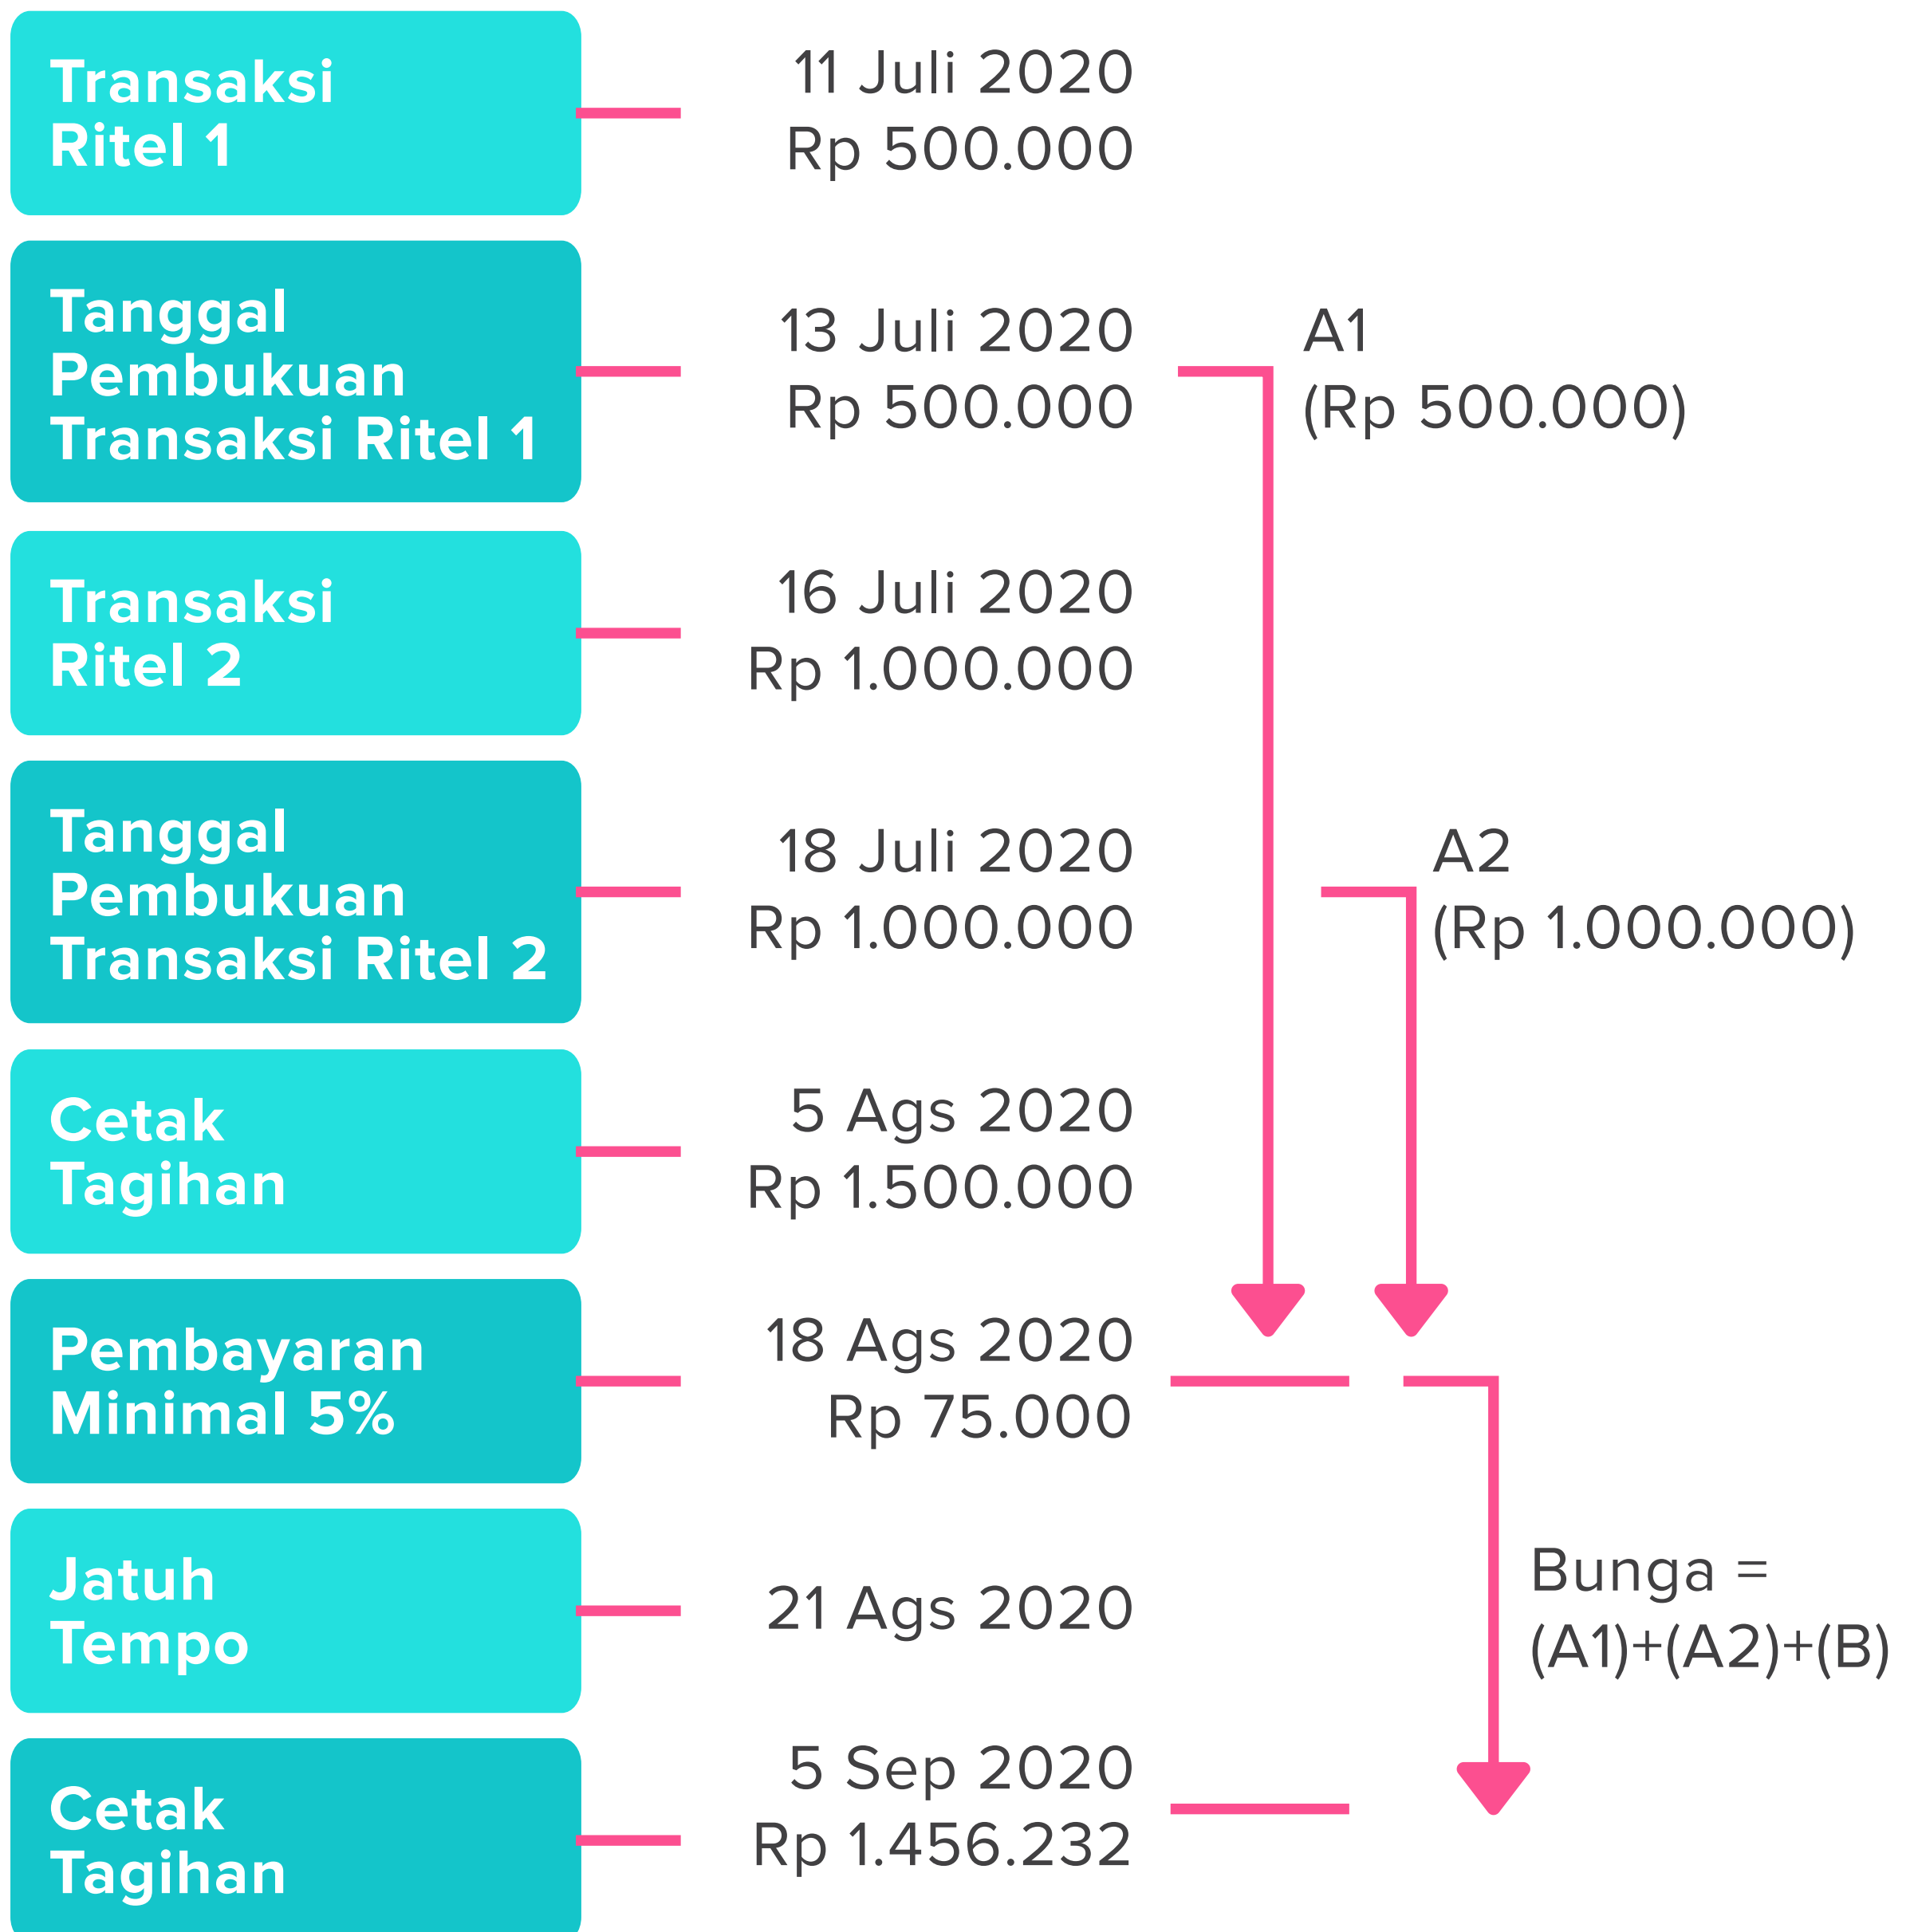 Transaksi
Ritel 1
11 Juli 2020
Rp 500.000
Tanggal
Pembukuan
Transaksi Ritel 1
13 Juli 2020
Rp 500.000
A1
(Rp 500.000)
Transaksi
Ritel 2
16 Juli 2020
Rp 1.000.000
Tanggal
Pembukuan
Transaksi Ritel 2
18 Juli 2020
Rp 1.000.000
A2
(Rp 1.000.000)
Cetak
Tagihan
5 Ags 2020
Rp 1.500.000
Pembayaran
Minimal 5%
18 Ags 2020
Rp 75.000
Jatuh
Tempo
21 Ags 2020
Bunga =
(A1)+(A2)+(B)
Cetak
Tagihan
5 Sep 2020
Rp 1.456.232